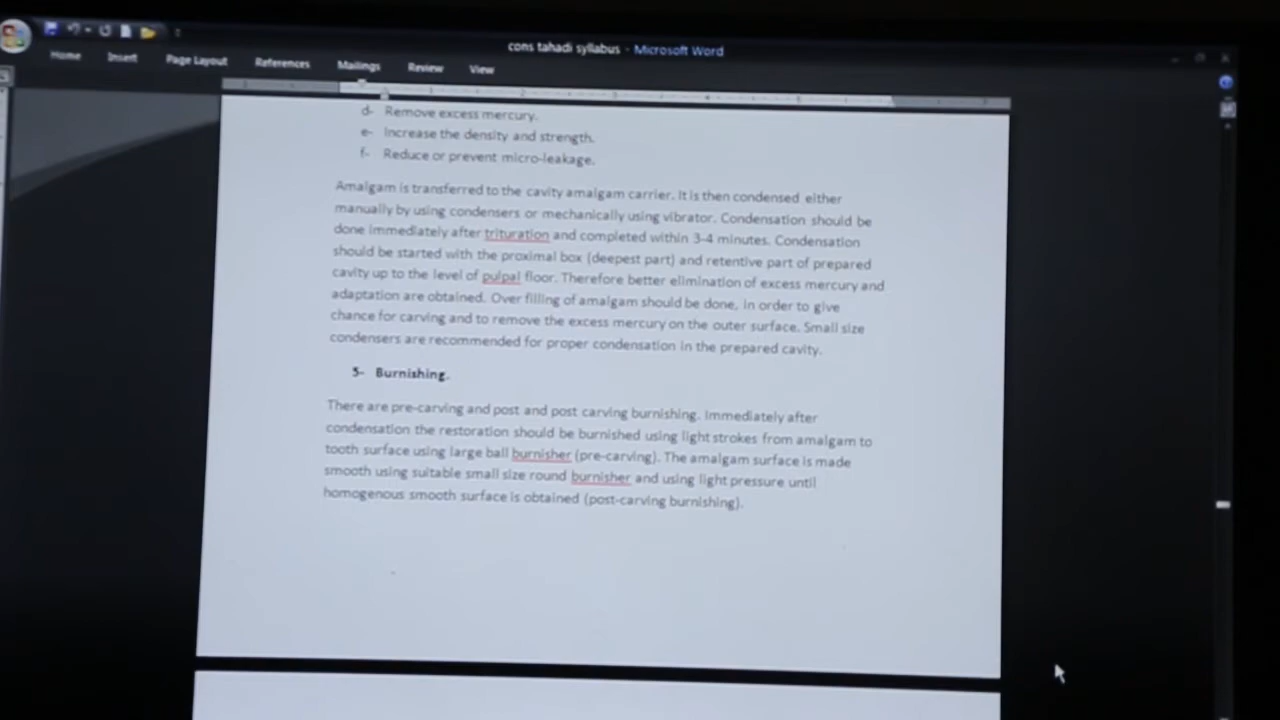 cons tahadi syllabus - Microsoft Word
Home Insert Page Layout References Mailings Review View
d- Remove excess mercury.
e- Increase the density and strength.
f- Reduce or prevent micro-leakage.
Amalgam is transferred to the cavity amalgam carrier. It is then condensed either
manually by using condensers or mechanically using vibrator. Condensation should be
done immediately after trituration and completed within 3-4 minutes. Condensation
should be started with the proximal box (deepest part) and retentive part of prepared
cavity up to the level of pulpal floor. Therefore better elimination of excess mercury and
adaptation are obtained. Over filling of amalgam should be done, in order to give
chance for carving and to remove the excess mercury on the outer surface. Small size
condensers are recommended for proper condensation in the prepared cavity.
5- Burnishing.
There are pre-carving and post and post carving burnishing. Immediately after
condensation the restoration should be burnished using light strokes from amalgam to
tooth surface using large ball burnisher (pre-carving). The amalgam surface is made
smooth using suitable small size round burnisher and using light pressure until
homogenous smooth surface is obtained (post-carving burnishing).